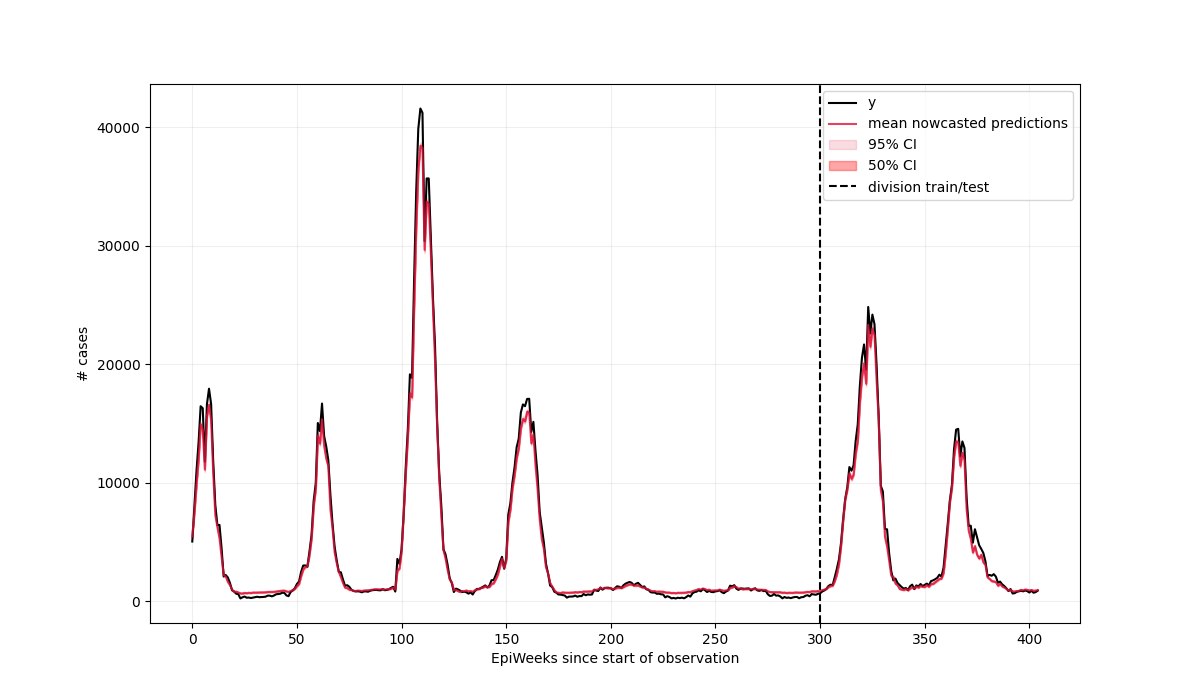 y
mean nowcasted predictions
95% CI
50% CI
division train/test
40000
30000
20000
10000
0
# cases
0 50 100 150 200 250 300 350 400
EpiWeeks since start of observation